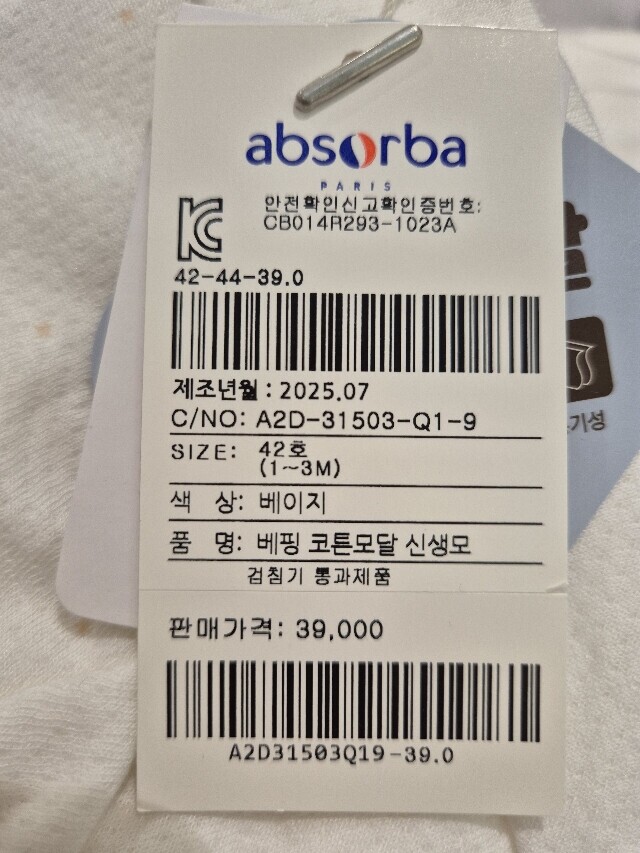 absorba
PARIS
안전확인신고확인증번호:
CB014R293-1023A
42-44-39.0
제조년월: 2025.07
C/NO: A2D-31503-Q1-9
SIZE: 42호
(1~3M)
색 상: 베이지
품 명: 베핑 코튼모달 신생모
검침기 통과제품
판매가격: 39,000
A2D31503Q19-39.0